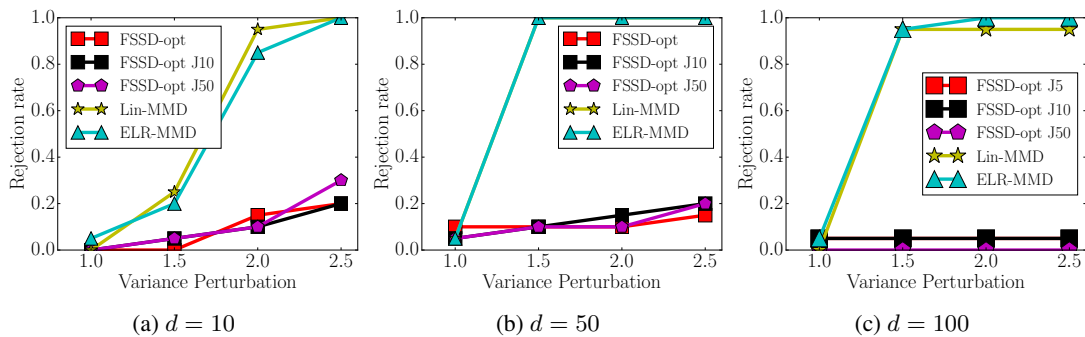 1.0
0.8
0.6
0.4
0.2
0.0
Rejection rate
FSSD-opt
FSSD-opt J10
FSSD-opt J50
Lin-MMD
ELR-MMD
1.0 1.5 2.0 2.5
Variance Perturbation
(a) d = 10
1.0
0.8
0.6
0.4
0.2
0.0
Rejection rate
FSSD-opt
FSSD-opt J10
FSSD-opt J50
Lin-MMD
ELR-MMD
1.0 1.5 2.0 2.5
Variance Perturbation
(b) d = 50
1.0
0.8
0.6
0.4
0.2
0.0
Rejection rate
FSSD-opt J5
FSSD-opt J10
FSSD-opt J50
Lin-MMD
ELR-MMD
1.0 1.5 2.0 2.5
Variance Perturbation
(c) d = 100